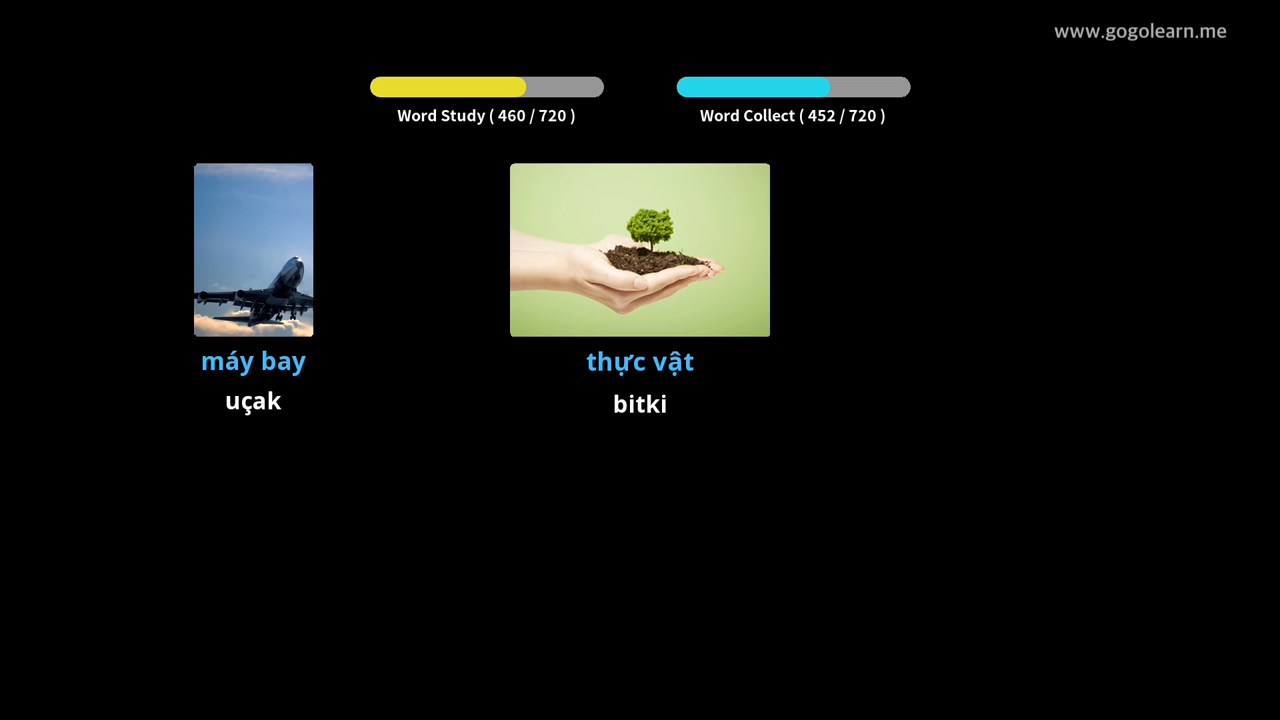 www.gogolearn.me
Word Study ( 460 / 720 )
Word Collect ( 452 / 720 )
máy bay
uçak
thực vật
bitki